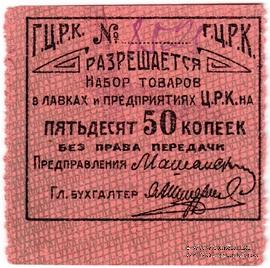 Г.Ц.Р.К. № Г.Ц.Р.К.
РАЗРЕШАЕТСЯ
НАБОР ТОВАРОВ
В ЛАВКАХ И ПРЕДПРИЯТИЯХ Ц.Р.К. НА
ПЯТЬДЕСЯТ 50 КОПЕЕК
БЕЗ ПРАВА ПЕРЕДАЧИ
ПРЕДПРАВЛЕНИЯ
ГЛ. БУХГАЛТЕР